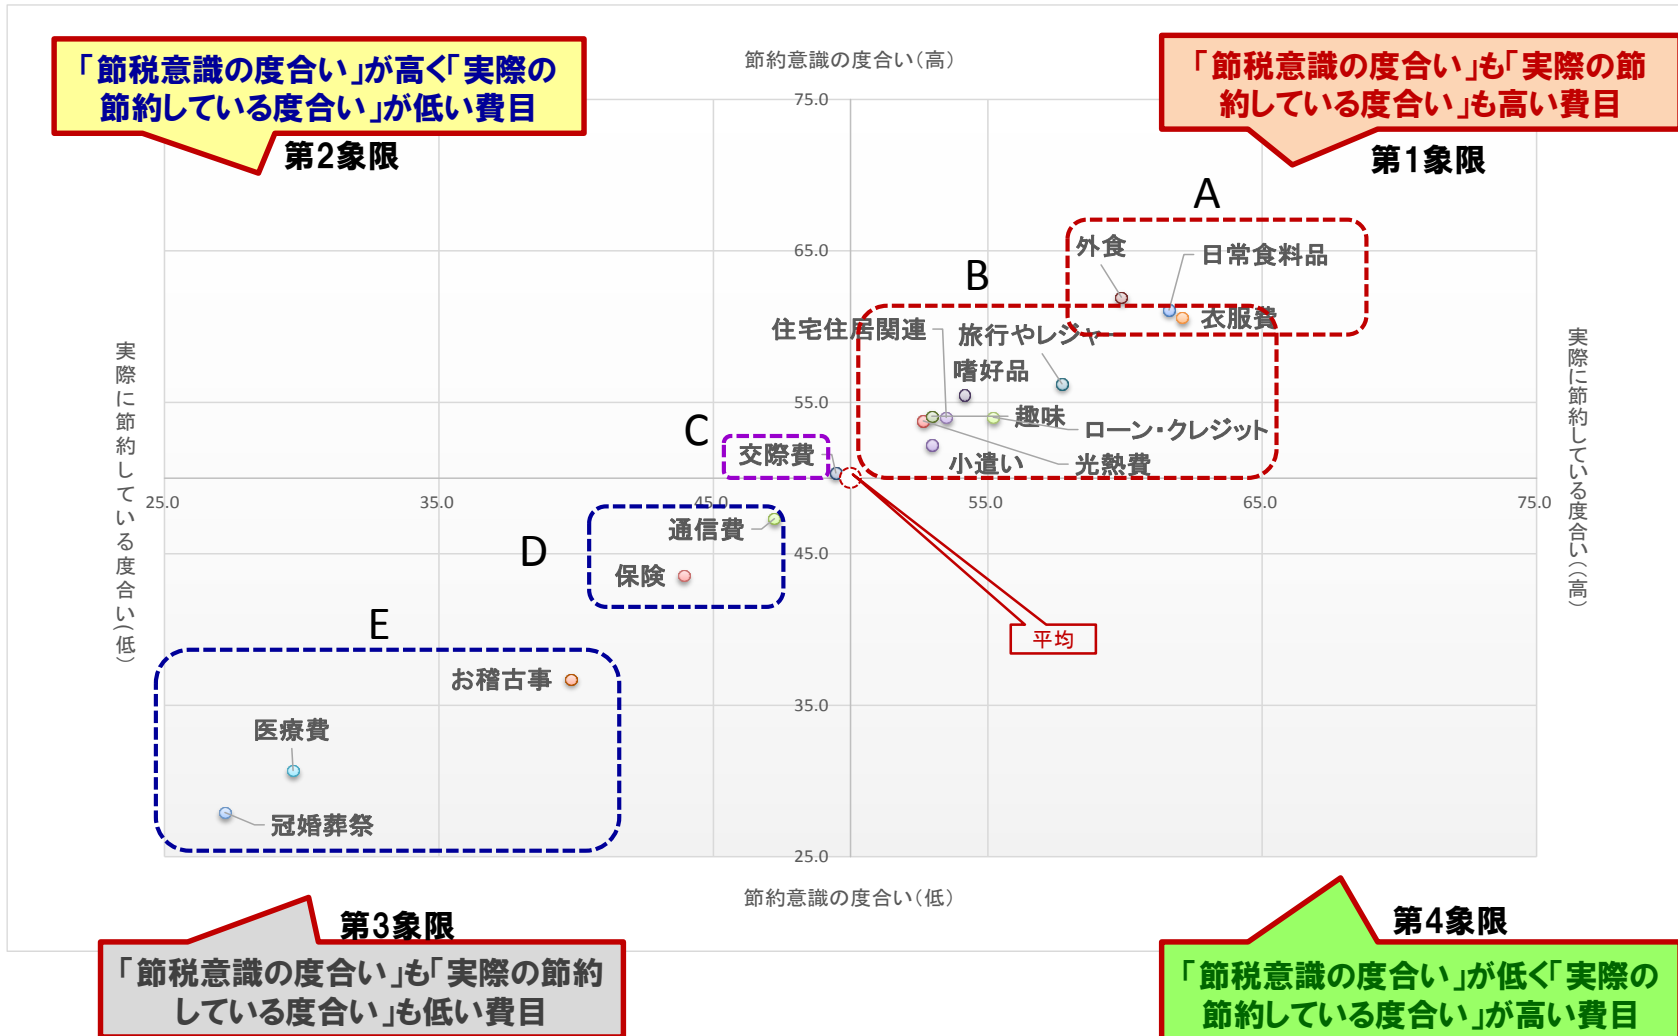 「節税意識の度合い」が高く「実際の
節約している度合い」が低い費目
第2象限
節約意識の度合い(高)
「節税意識の度合い」も「実際の節
約している度合い」も高い費目
第1象限
75.0
A
65.0
外食
日常食料品
B
衣服費
住宅住居関連
旅行やレジャー
嗜好品
実際に節約している度合い(低)
実際に節約している度合い((高)
55.0
趣味
ローン・クレジット
C
交際費
小遣い
光熱費
25.0
35.0
45.0
55.0
65.0
75.0
通信費
D
45.0
保険
平均
E
お稽古事
35.0
医療費
冠婚葬祭
25.0
節約意識の度合い(低)
第3象限
「節税意識の度合い」も「実際の節約
している度合い」も低い費目
第4象限
「節税意識の度合い」が低く「実際の
節約している度合い」が高い費目